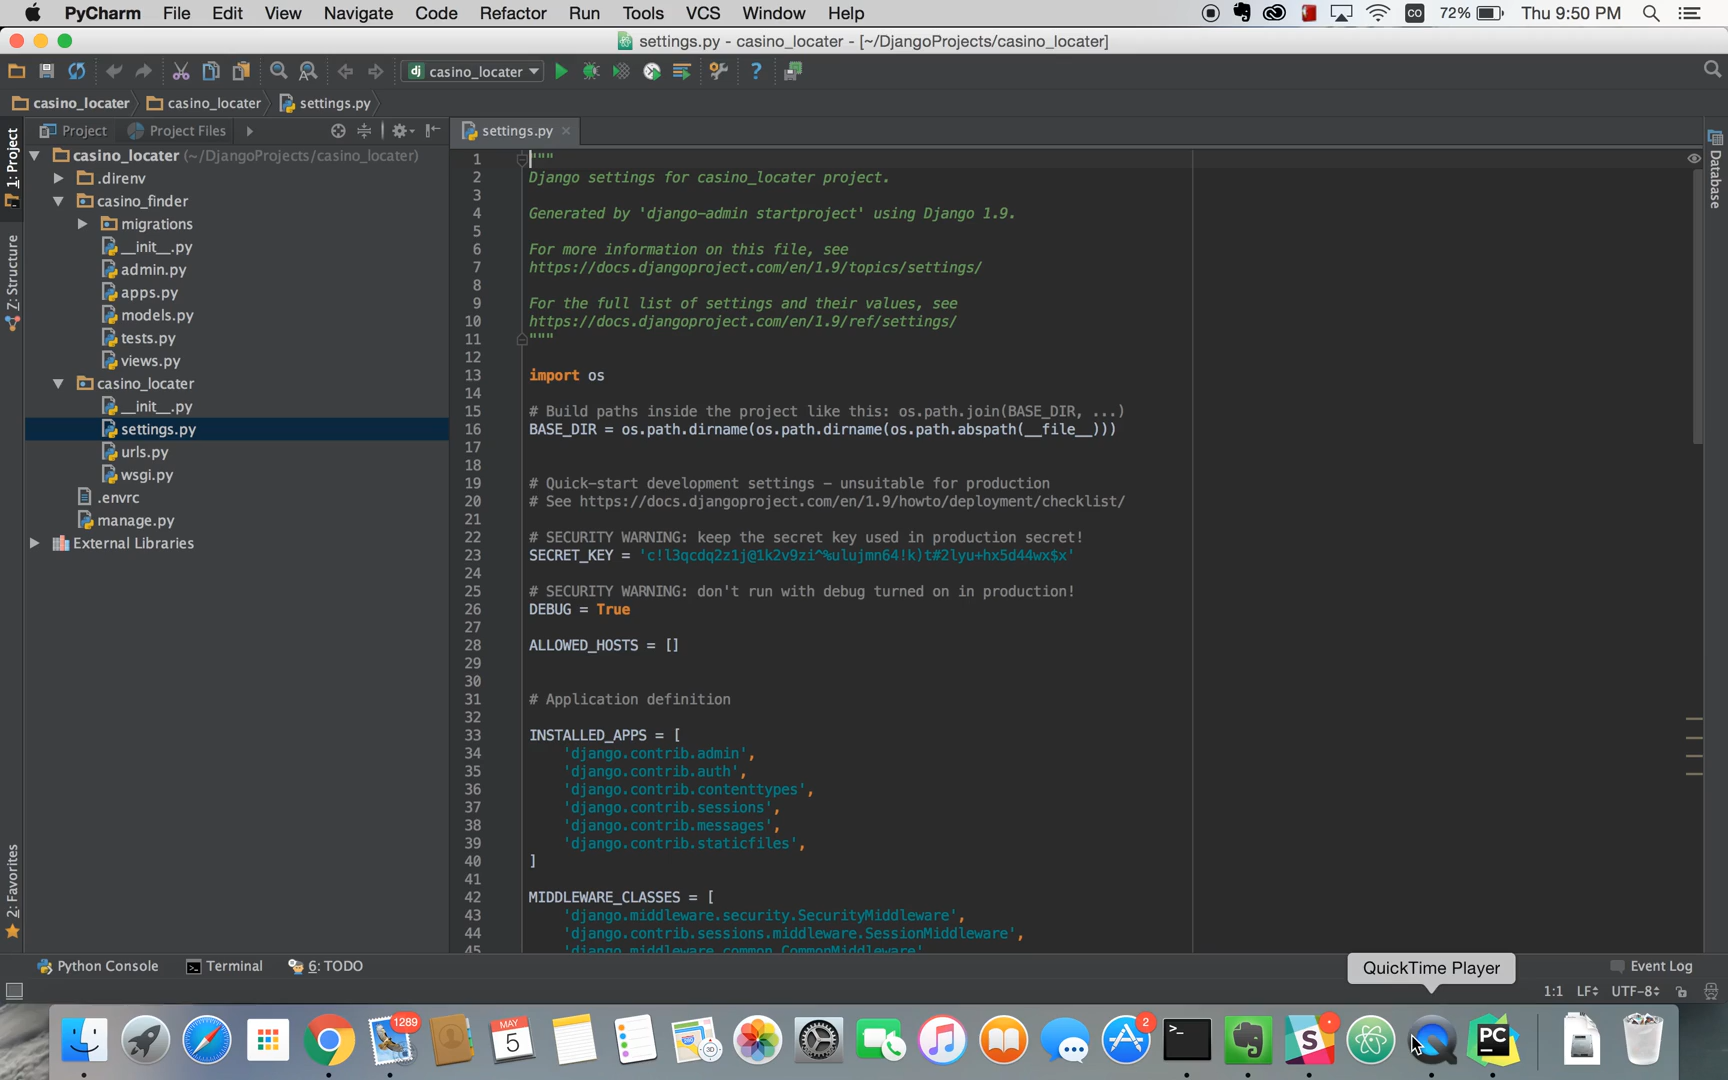 PyCharm File Edit View Navigate Code Refactor Run Tools VCS Window Help
CO 72% Thu 9:50 PM
settings.py - casino_locater - [~/DjangoProjects/casino_locater]
dj casino_locater
casino_locater casino_locater settings.py
Project Project Files
settings.py
1: Project
Z: Structure
2: Favorites
Database
casino_locater (~/DjangoProjects/casino_locater)
.direnv
casino_finder
migrations
__init__.py
admin.py
apps.py
models.py
tests.py
views.py
casino_locater
__init__.py
settings.py
urls.py
wsgi.py
.envrc
manage.py
External Libraries
1 """
2 Django settings for casino_locater project.
3
4 Generated by 'django-admin startproject' using Django 1.9.
5
6 For more information on this file, see
7 https://docs.djangoproject.com/en/1.9/topics/settings/
8
9 For the full list of settings and their values, see
10 https://docs.djangoproject.com/en/1.9/ref/settings/
11 """
12
13 import os
14
15 # Build paths inside the project like this: os.path.join(BASE_DIR, ...)
16 BASE_DIR = os.path.dirname(os.path.dirname(os.path.abspath(__file__)))
17
18
19 # Quick-start development settings - unsuitable for production
20 # See https://docs.djangoproject.com/en/1.9/howto/deployment/checklist/
21
22 # SECURITY WARNING: keep the secret key used in production secret!
23 SECRET_KEY = 'c!l3qcdq2z1j@1k2v9zi^%ulujmn64!k)t#2lyu+hx5d44wx$x'
24
25 # SECURITY WARNING: don't run with debug turned on in production!
26 DEBUG = True
27
28 ALLOWED_HOSTS = []
29
30
31 # Application definition
32
33 INSTALLED_APPS = [
34 'django.contrib.admin',
35 'django.contrib.auth',
36 'django.contrib.contenttypes',
37 'django.contrib.sessions',
38 'django.contrib.messages',
39 'django.contrib.staticfiles',
40 ]
41
42 MIDDLEWARE_CLASSES = [
43 'django.middleware.security.SecurityMiddleware',
44 'django.contrib.sessions.middleware.SessionMiddleware',
45 'django.middleware.common.CommonMiddleware'
Python Console Terminal 6: TODO
QuickTime Player
Event Log
1:1 LF UTF-8
1289
MAY
5
3D
2
>_
PC